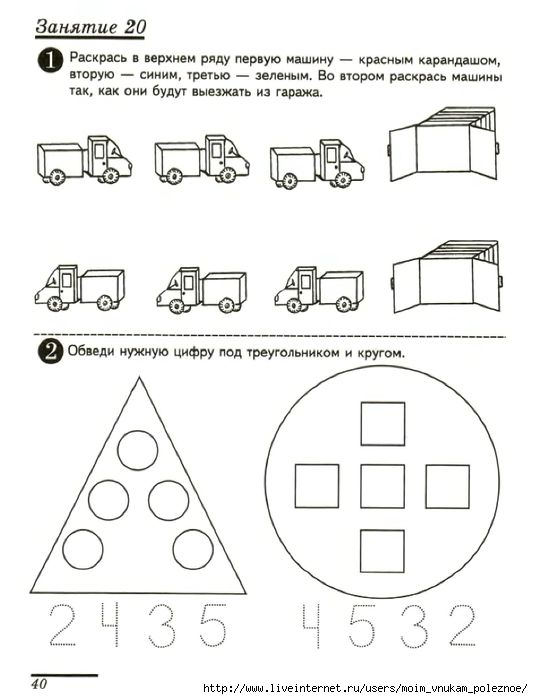 Занятие 20
1 Раскрась в верхнем ряду первую машину — красным карандашом,
вторую — синим, третью — зеленым. Во втором раскрась машины
так, как они будут выезжать из гаража.
2 Обведи нужную цифру под треугольником и кругом.
2 4 3 5 4 5 3 2
40
http://www.liveinternet.ru/users/moim_vnukam_poleznoe/